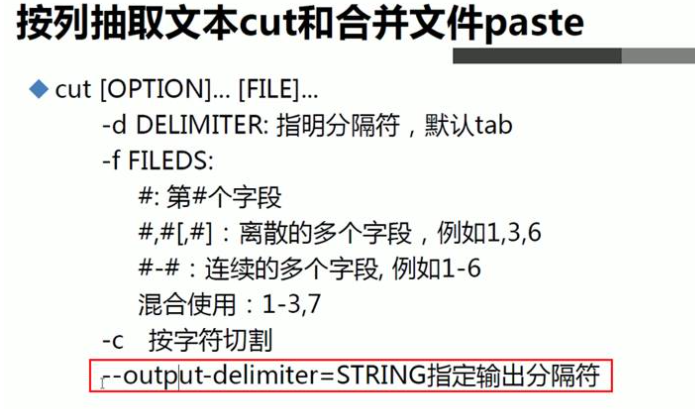 按列抽取文本cut和合并文件paste
cut [OPTION]... [FILE]...
-d DELIMITER: 指明分隔符，默认tab
-f FILEDS:
#: 第#个字段
#,#[,#]：离散的多个字段，例如1,3,6
#-#：连续的多个字段, 例如1-6
混合使用：1-3,7
-c 按字符切割
--output-delimiter=STRING指定输出分隔符